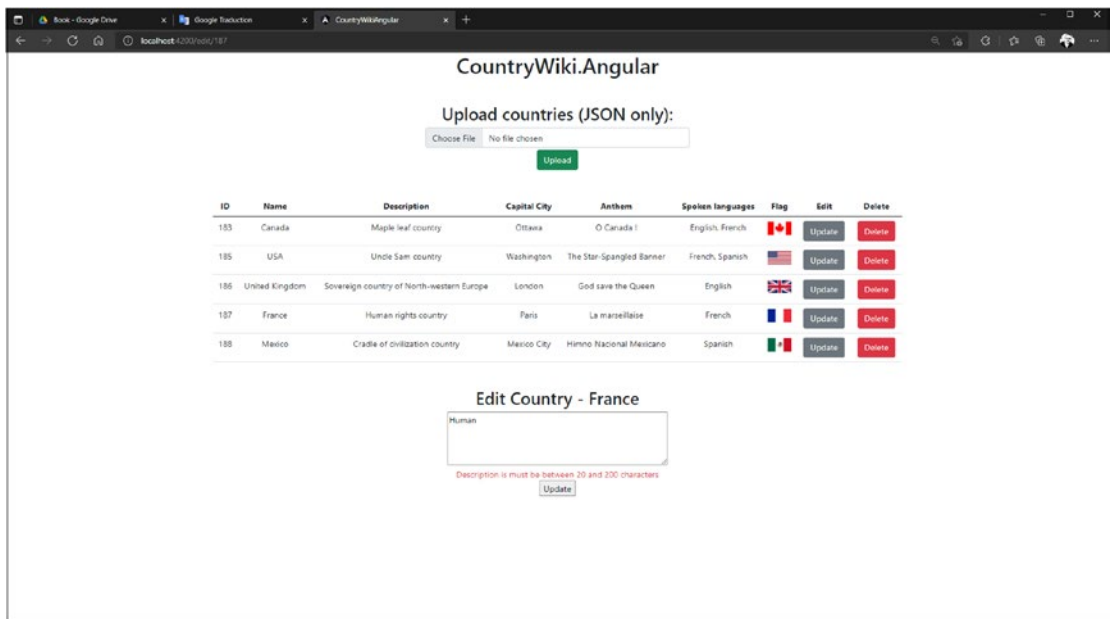 Book - Google Drive Google Traduction CountryWikiAngular
localhost:4200/edit/187
CountryWiki.Angular
Upload countries (JSON only):
Choose File No file chosen
Upload
ID Name Description Capital City Anthem Spoken languages Flag Edit Delete
183 Canada Maple leaf country Ottawa O Canada ! English, French Update Delete
185 USA Uncle Sam country Washington The Star-Spangled Banner French, Spanish Update Delete
186 United Kingdom Sovereign country of North-western Europe London God save the Queen English Update Delete
187 France Human rights country Paris La marseillaise French Update Delete
188 Mexico Cradle of civilization country Mexico City Himno Nacional Mexicano Spanish Update Delete
Edit Country - France
Human
Description is must be between 20 and 200 characters
Update